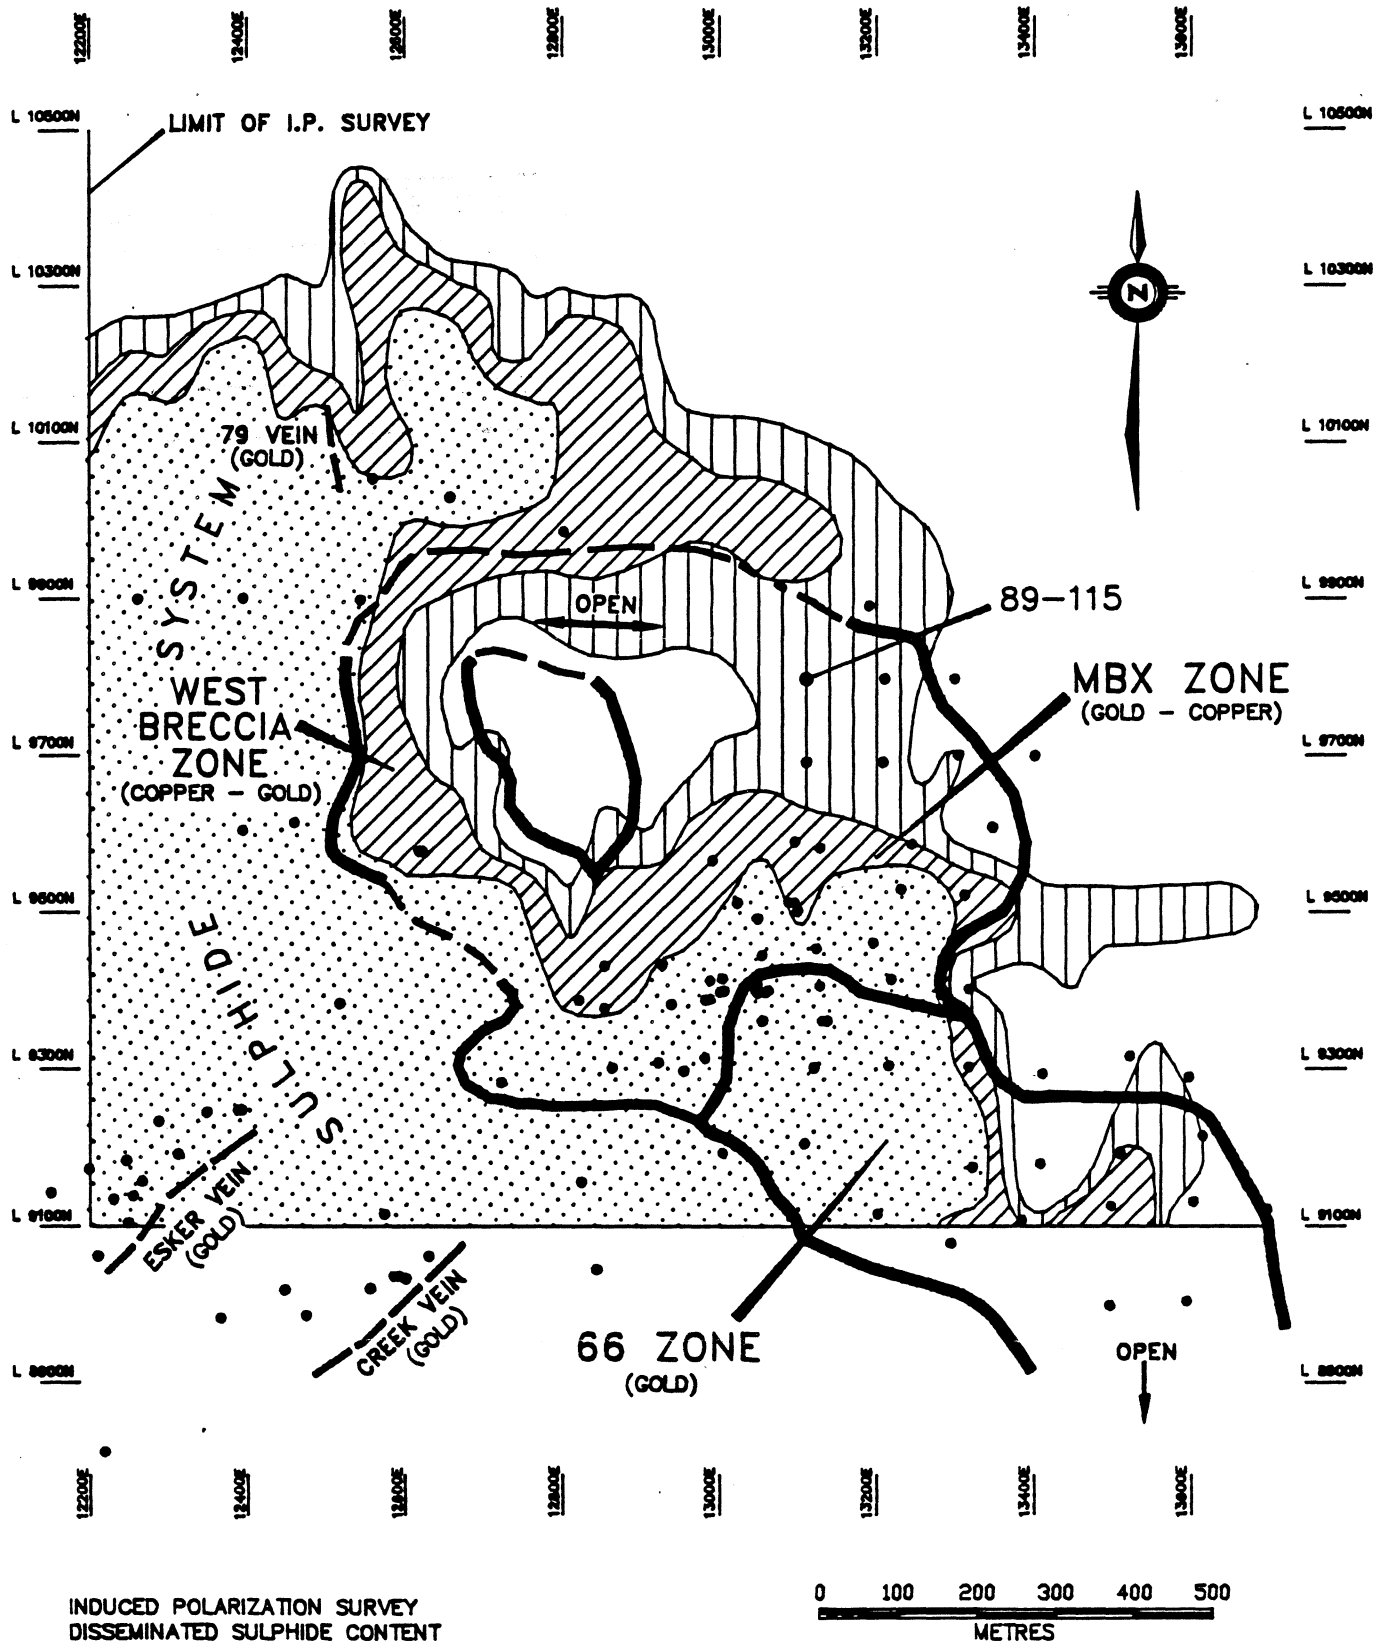 12200E 12400E 12600E 12800E 13000E 13200E 13400E 13600E
L 10500N L 10500N
LIMIT OF I.P. SURVEY
L 10300N L 10300N
N
L 10100N L 10100N
79 VEIN
(GOLD)
SYSTEM
L 9900N L 9900N
OPEN
89-115
WEST
BRECCIA
ZONE
(COPPER - GOLD)
MBX ZONE
(GOLD - COPPER)
L 9700N L 9700N
L 9500N L 9500N
SULPHIDE
L 9300N L 9300N
ESKER VEIN
(GOLD)
L 9100N L 9100N
CREEK VEIN
(GOLD)
66 ZONE
(GOLD)
OPEN
L 8900N L 8900N
12200E 12400E 12600E 12800E 13000E 13200E 13400E 13600E
INDUCED POLARIZATION SURVEY
DISSEMINATED SULPHIDE CONTENT
0 100 200 300 400 500
METRES